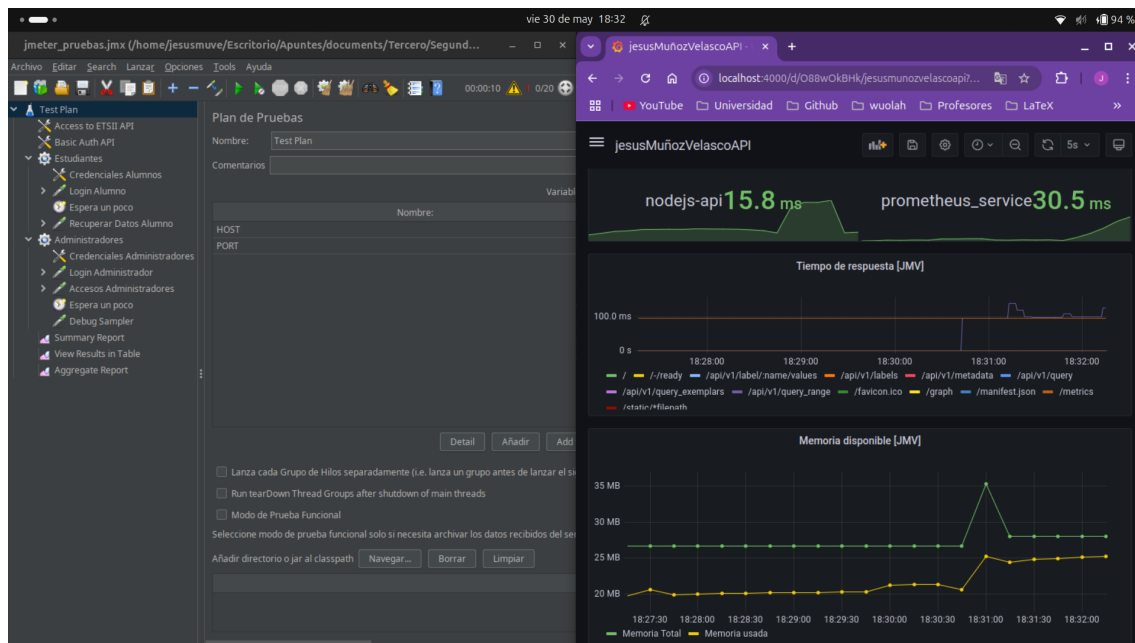 vie 30 de may 18:32
94 %
jmeter_pruebas.jmx (/home/jesusmuve/Escritorio/Apuntes/documents/Tercero/Segund...
Archivo Editar Search Lanzar Opciones Tools Ayuda
00:00:10 0/20
Test Plan
Access to ETSII API
Basic Auth API
Estudiantes
Credenciales Alumnos
Login Alumno
Espera un poco
Recuperar Datos Alumno
Administradores
Credenciales Administradores
Login Administrador
Accesos Administradores
Espera un poco
Debug Sampler
Summary Report
View Results in Table
Aggregate Report
Plan de Pruebas
Nombre: Test Plan
Comentarios
Variabl
Nombre:
HOST
PORT
Detail Añadir Add
Lanza cada Grupo de Hilos separadamente (i.e. lanza un grupo antes de lanzar el si
Run tearDown Thread Groups after shutdown of main threads
Modo de Prueba Funcional
Seleccione modo de prueba funcional solo si necesita archivar los datos recibidos del se
Añadir directorio o jar al classpath Navegar... Borrar Limpiar
jesusMuñozVelascoAPI -
localhost:4000/d/O88wOkBHk/jesusmunozvelascoapi?...
J
YouTube Universidad Github wuolah Profesores LaTeX »
jesusMuñozVelascoAPI
5s
nodejs-api 15.8 ms
prometheus_service 30.5 ms
Tiempo de respuesta [JMV]
100.0 ms
0 s
18:28:00 18:29:00 18:30:00 18:31:00 18:32:00
/ /-/ready /api/v1/label/:name/values /api/v1/labels /api/v1/metadata /api/v1/query
/api/v1/query_exemplars /api/v1/query_range /favicon.ico /graph /manifest.json /metrics
/static/*filepath
Memoria disponible [JMV]
35 MB
30 MB
25 MB
20 MB
18:27:30 18:28:00 18:28:30 18:29:00 18:29:30 18:30:00 18:30:30 18:31:00 18:31:30 18:32:00
Memoria Total Memoria usada